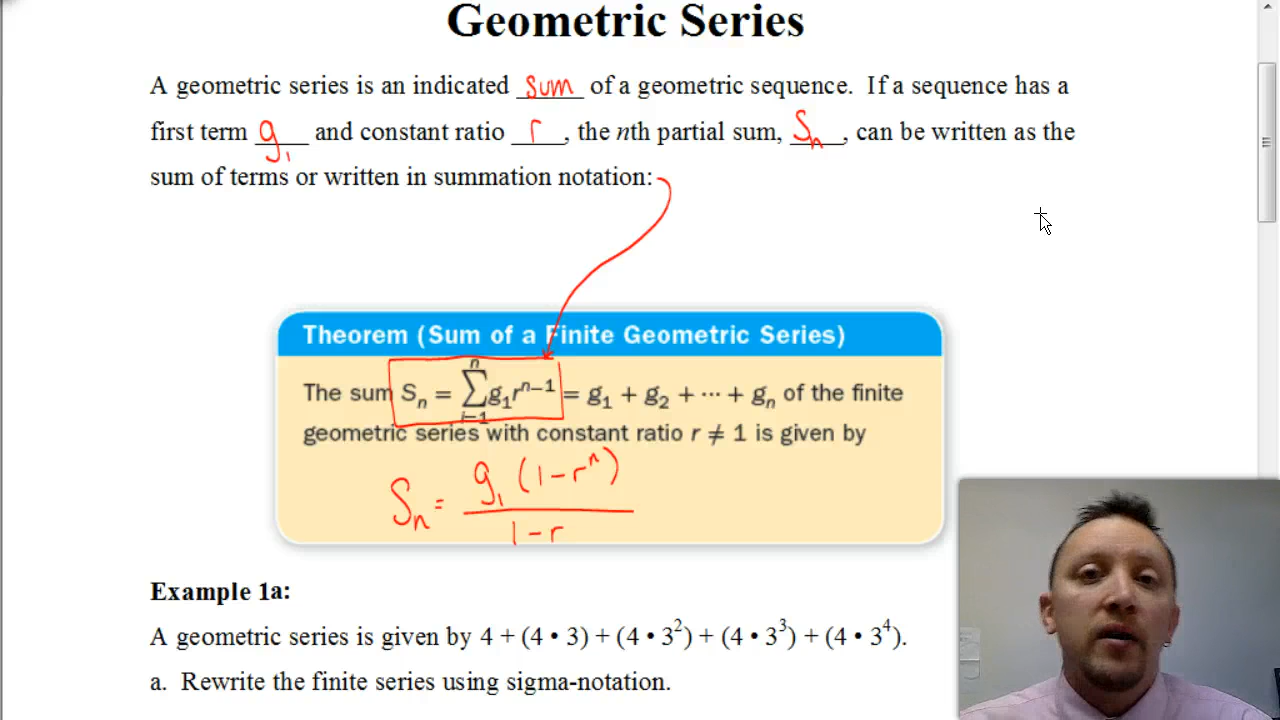 Geometric Series
A geometric series is an indicated sum of a geometric sequence. If a sequence has a
first term g₁ and constant ratio r, the nth partial sum, Sₙ, can be written as the
sum of terms or written in summation notation:
Theorem (Sum of a Finite Geometric Series)
The sum Sₙ = ∑ⁿᵢ₌₁ g₁rⁿ⁻¹ = g₁ + g₂ + ··· + gₙ of the finite
geometric series with constant ratio r ≠ 1 is given by
Sₙ = g₁(1-rⁿ)/(1-r)
Example 1a:
A geometric series is given by 4 + (4 • 3) + (4 • 3²) + (4 • 3³) + (4 • 3⁴).
a. Rewrite the finite series using sigma-notation.